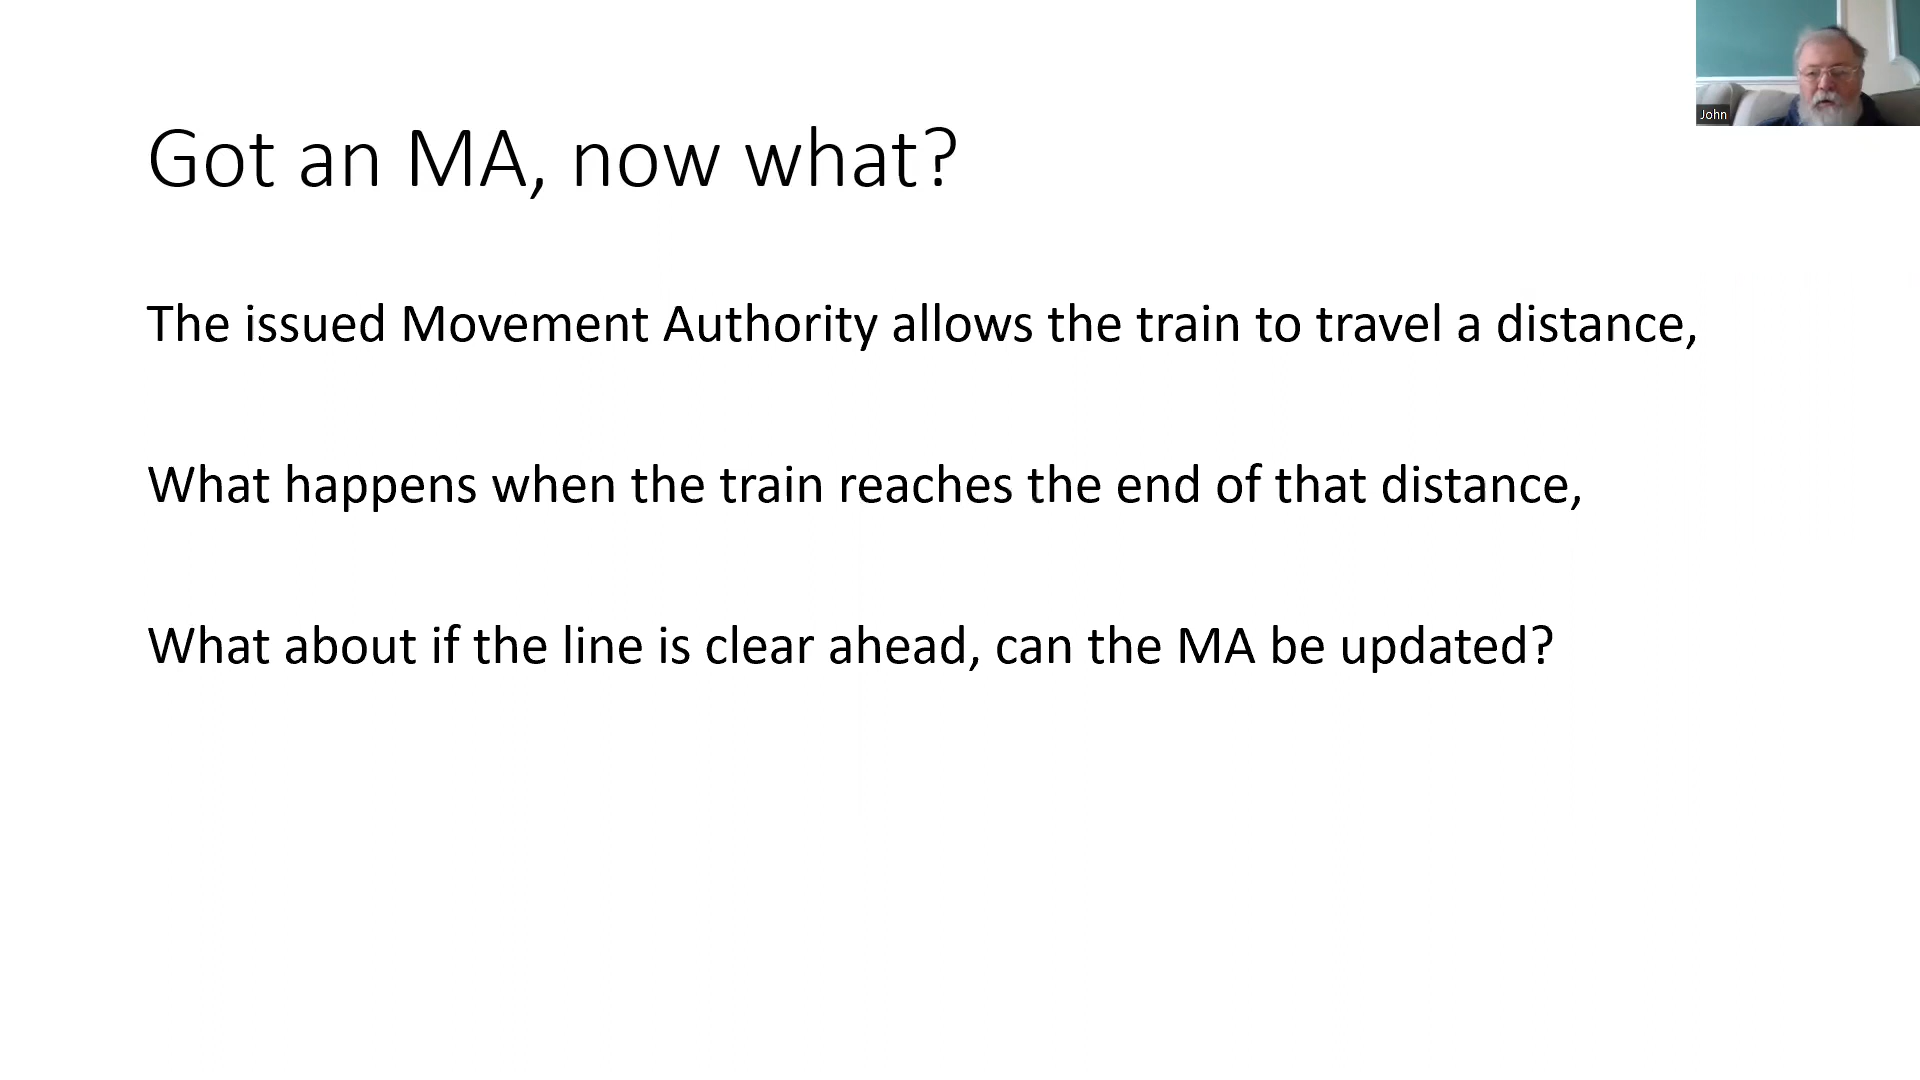 John
Got an MA, now what?
The issued Movement Authority allows the train to travel a distance,
What happens when the train reaches the end of that distance,
What about if the line is clear ahead, can the MA be updated?